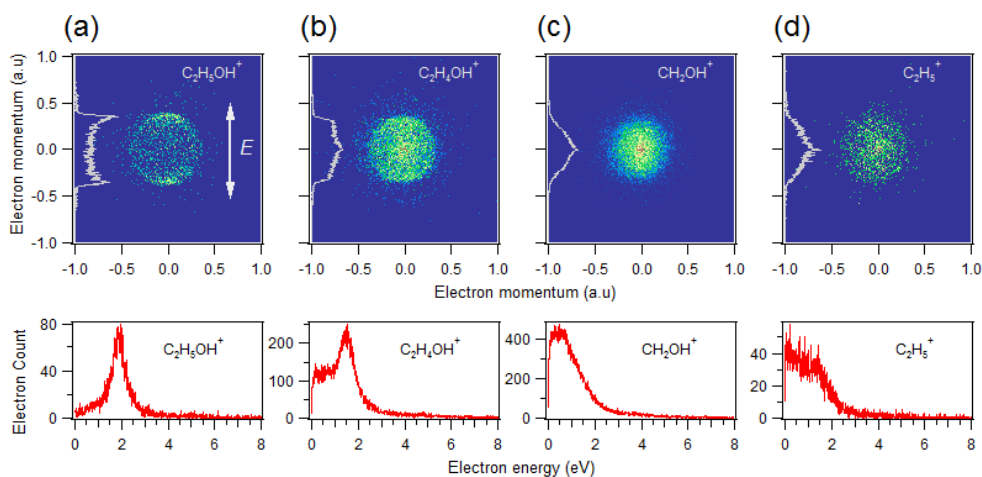 (a) (b) (c) (d)
Electron momentum (a.u)
1.0
0.5
0.0
-0.5
-1.0
C₂H₅OH⁺
E
C₂H₄OH⁺
CH₂OH⁺
C₂H₅⁺
-1.0 -0.5 0.0 0.5 1.0
-1.0 -0.5 0.0 0.5 1.0
-1.0 -0.5 0.0 0.5 1.0
-1.0 -0.5 0.0 0.5 1.0
Electron momentum (a.u)
Electron Count
80
40
0
C₂H₅OH⁺
0 2 4 6 8
200
100
0
C₂H₄OH⁺
0 2 4 6 8
400
200
0
CH₂OH⁺
0 2 4 6 8
40
20
0
C₂H₅⁺
0 2 4 6 8
Electron energy (eV)